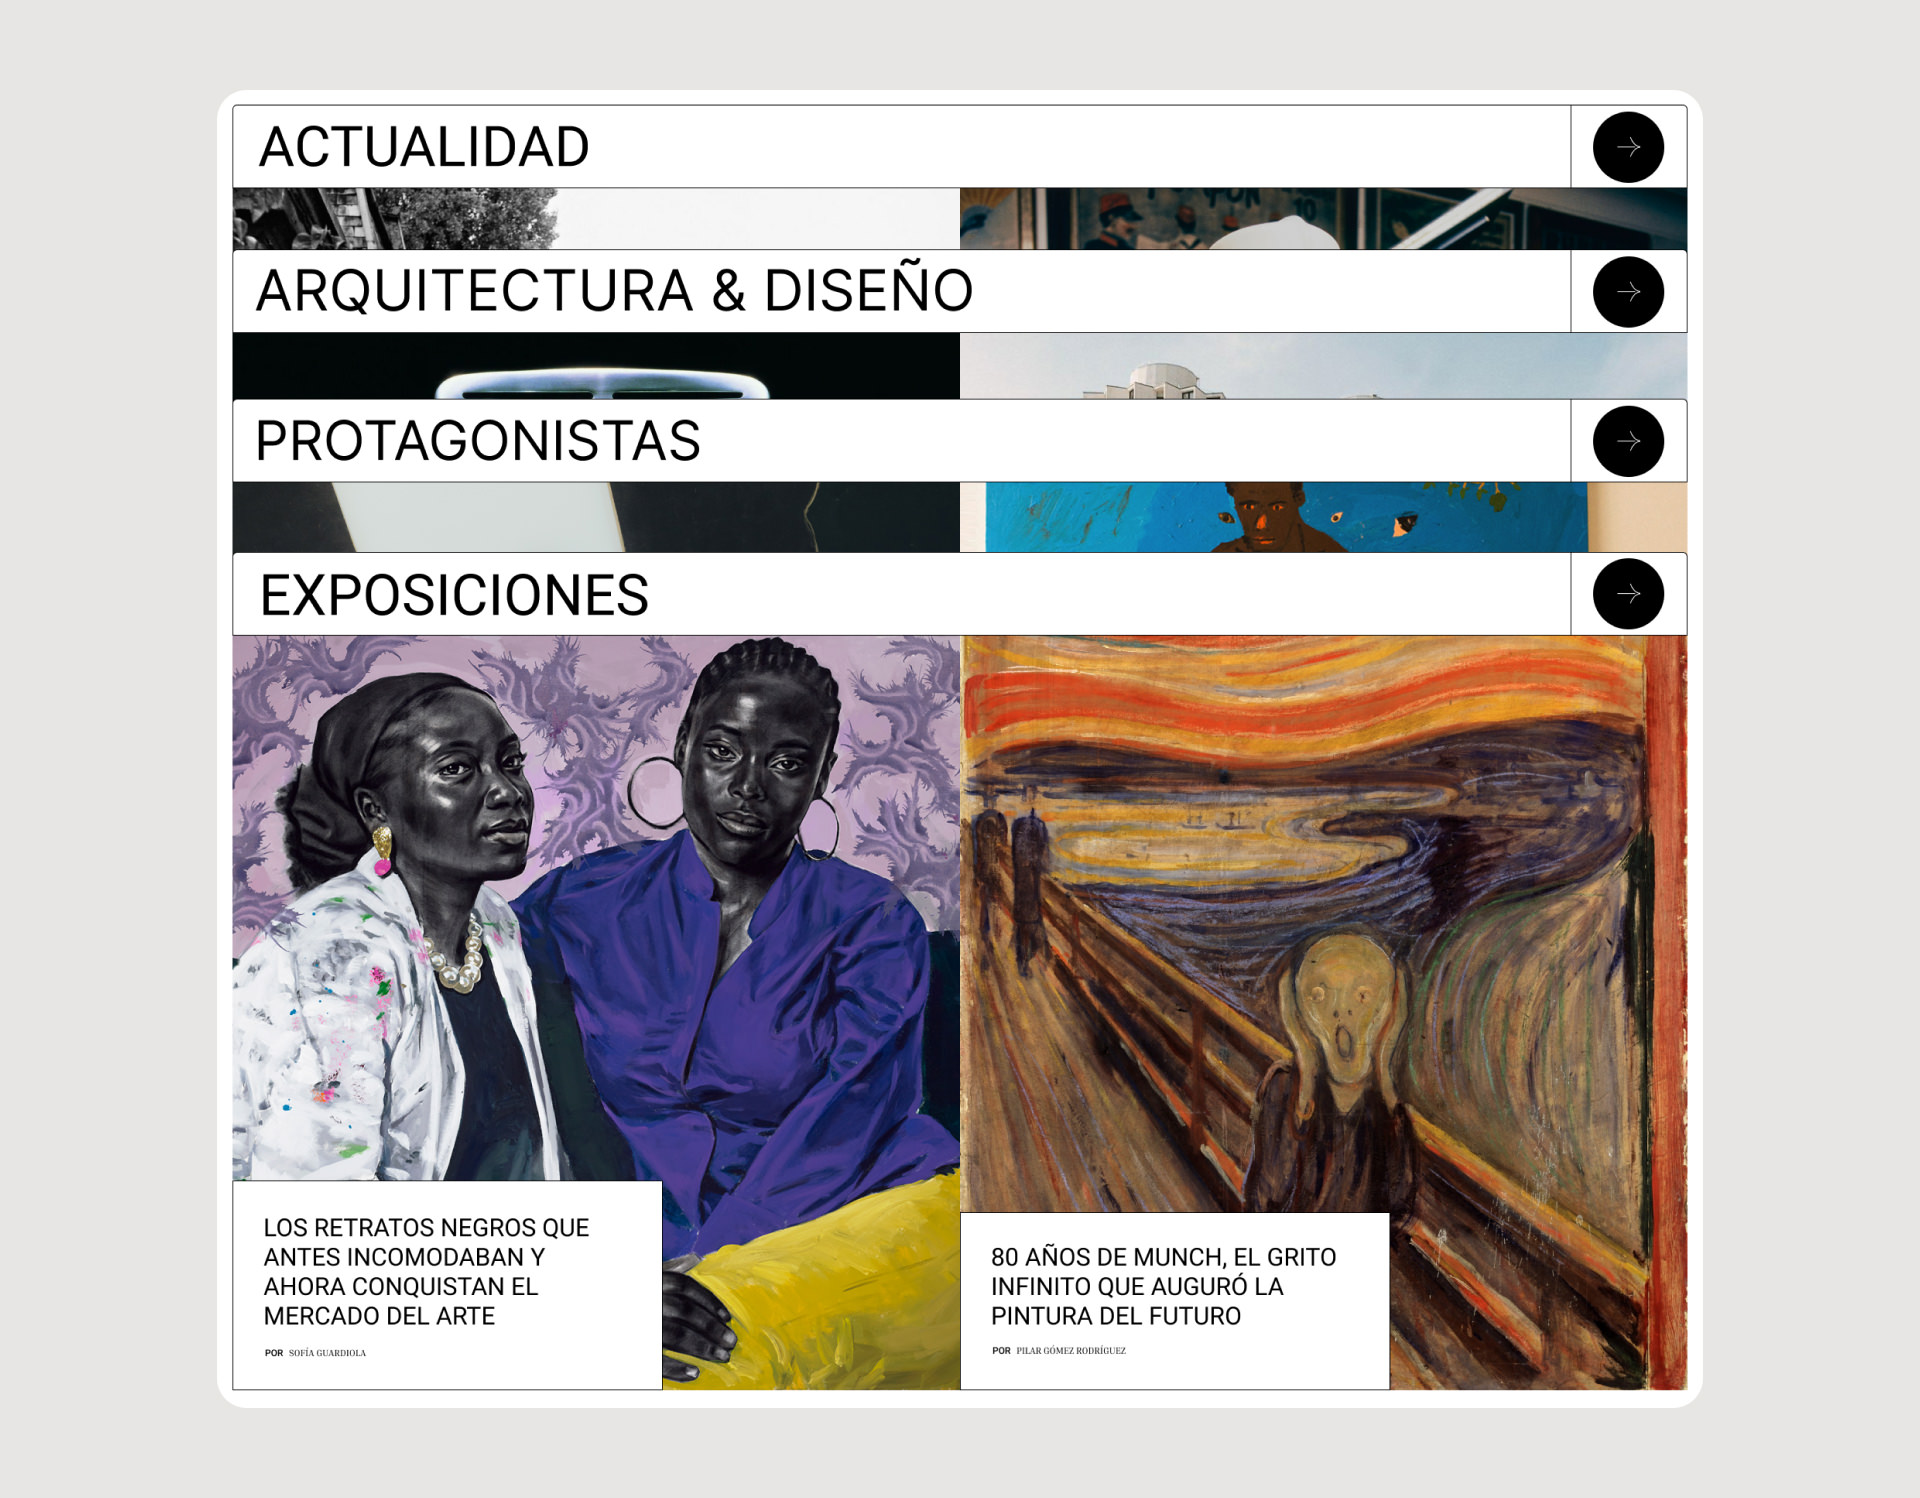 ACTUALIDAD
ARQUITECTURA & DISEÑO
PROTAGONISTAS
EXPOSICIONES
LOS RETRATOS NEGROS QUE
ANTES INCOMODABAN Y
AHORA CONQUISTAN EL
MERCADO DEL ARTE
POR SOFÍA GUARDIOLA
80 AÑOS DE MUNCH, EL GRITO
INFINITO QUE AUGURÓ LA
PINTURA DEL FUTURO
POR PILAR GÓMEZ RODRÍGUEZ